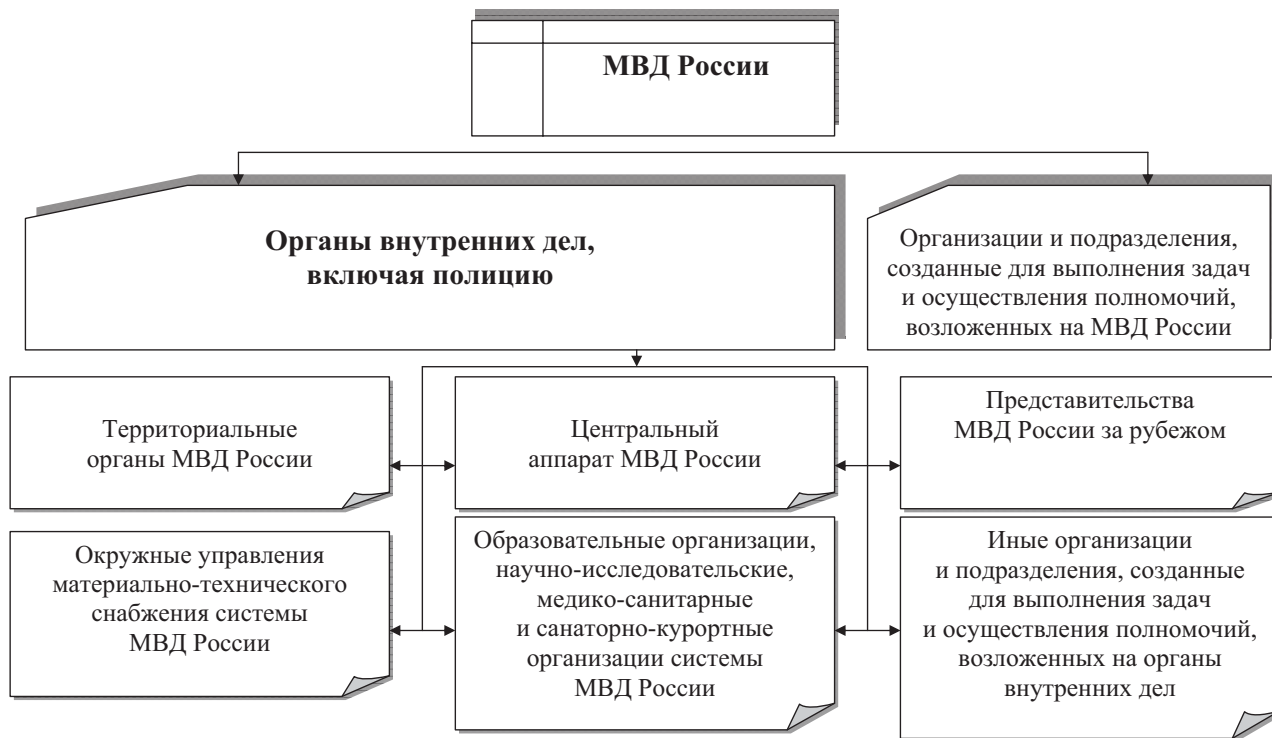 МВД России
Органы внутренних дел,
включая полицию
Организации и подразделения,
созданные для выполнения задач
и осуществления полномочий,
возложенных на МВД России
Территориальные
органы МВД России
Центральный
аппарат МВД России
Представительства
МВД России за рубежом
Окружные управления
материально-технического
снабжения системы
МВД России
Образовательные организации,
научно-исследовательские,
медико-санитарные
и санаторно-курортные
организации системы
МВД России
Иные организации
и подразделения, созданные
для выполнения задач
и осуществления полномочий,
возложенных на органы
внутренних дел